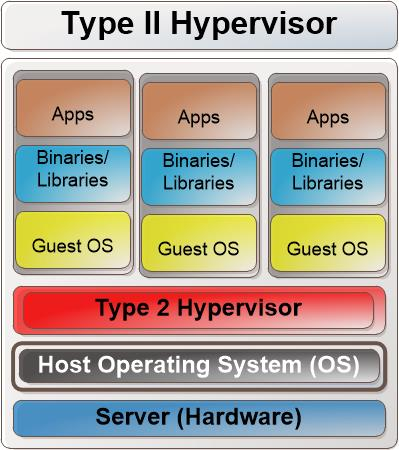 Type II Hypervisor
Apps
Apps
Apps
Binaries/
Libraries
Binaries/
Libraries
Binaries/
Libraries
Guest OS
Guest OS
Guest OS
Type 2 Hypervisor
Host Operating System (OS)
Server (Hardware)